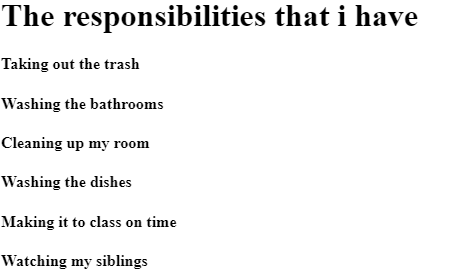 The responsibilities that i have
Taking out the trash
Washing the bathrooms
Cleaning up my room
Washing the dishes
Making it to class on time
Watching my siblings